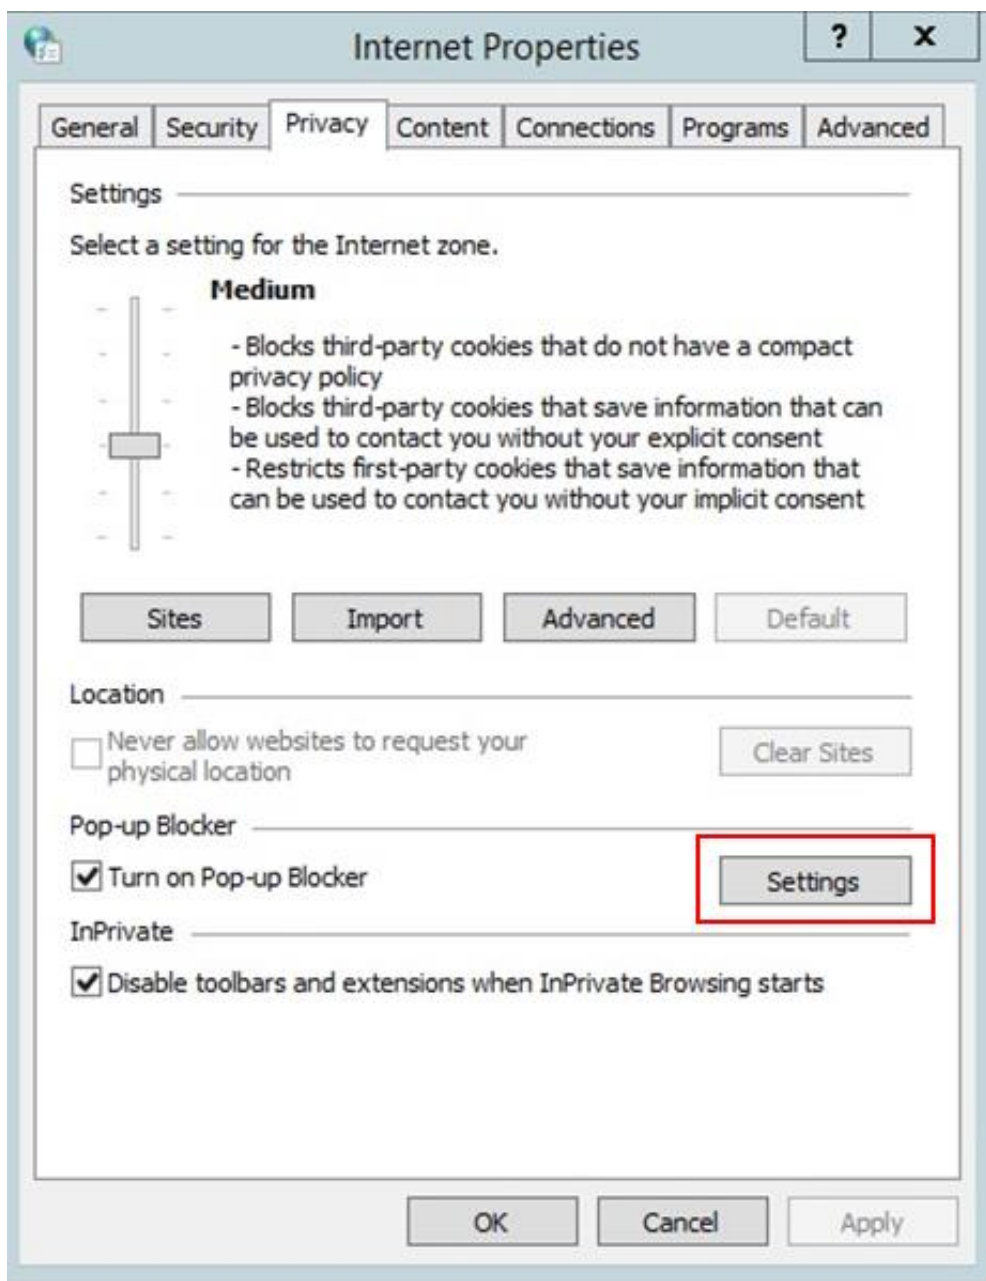 Internet Properties
?
X
General Security Privacy Content Connections Programs Advanced
Settings
Select a setting for the Internet zone.
Medium
- Blocks third-party cookies that do not have a compact
privacy policy
- Blocks third-party cookies that save information that can
be used to contact you without your explicit consent
- Restricts first-party cookies that save information that
can be used to contact you without your implicit consent
Sites Import Advanced Default
Location
Never allow websites to request your
physical location
Clear Sites
Pop-up Blocker
Turn on Pop-up Blocker
Settings
InPrivate
Disable toolbars and extensions when InPrivate Browsing starts
OK Cancel Apply